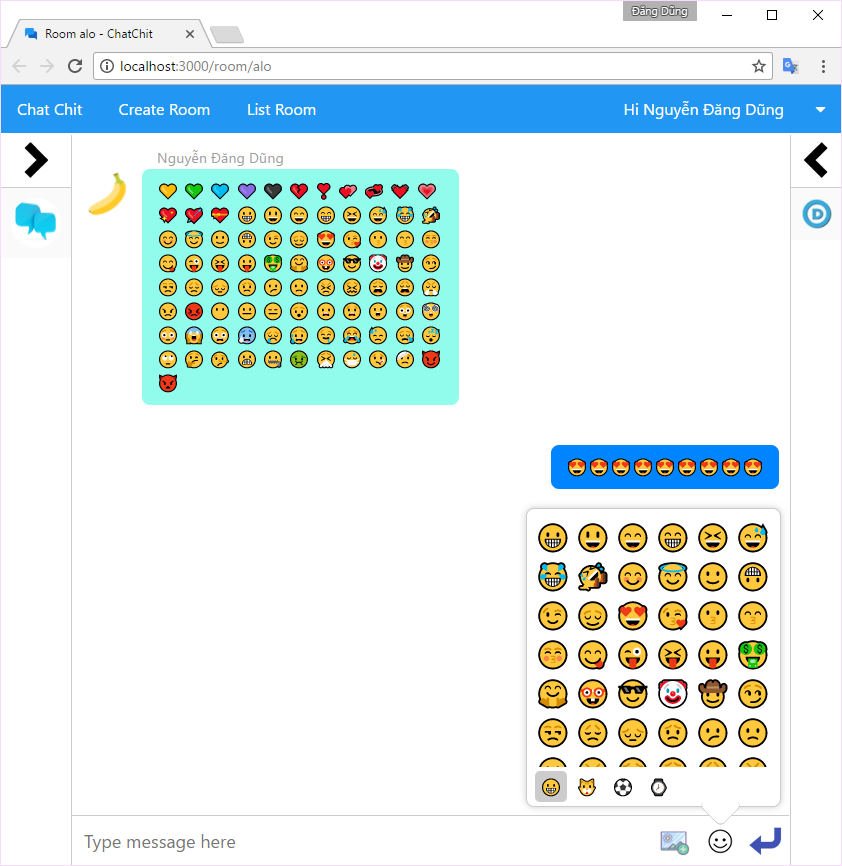 Đăng Dũng
Room alo - ChatChit
localhost:3000/room/alo
Chat Chit Create Room List Room Hi Nguyễn Đăng Dũng
Nguyễn Đăng Dũng
Type message here